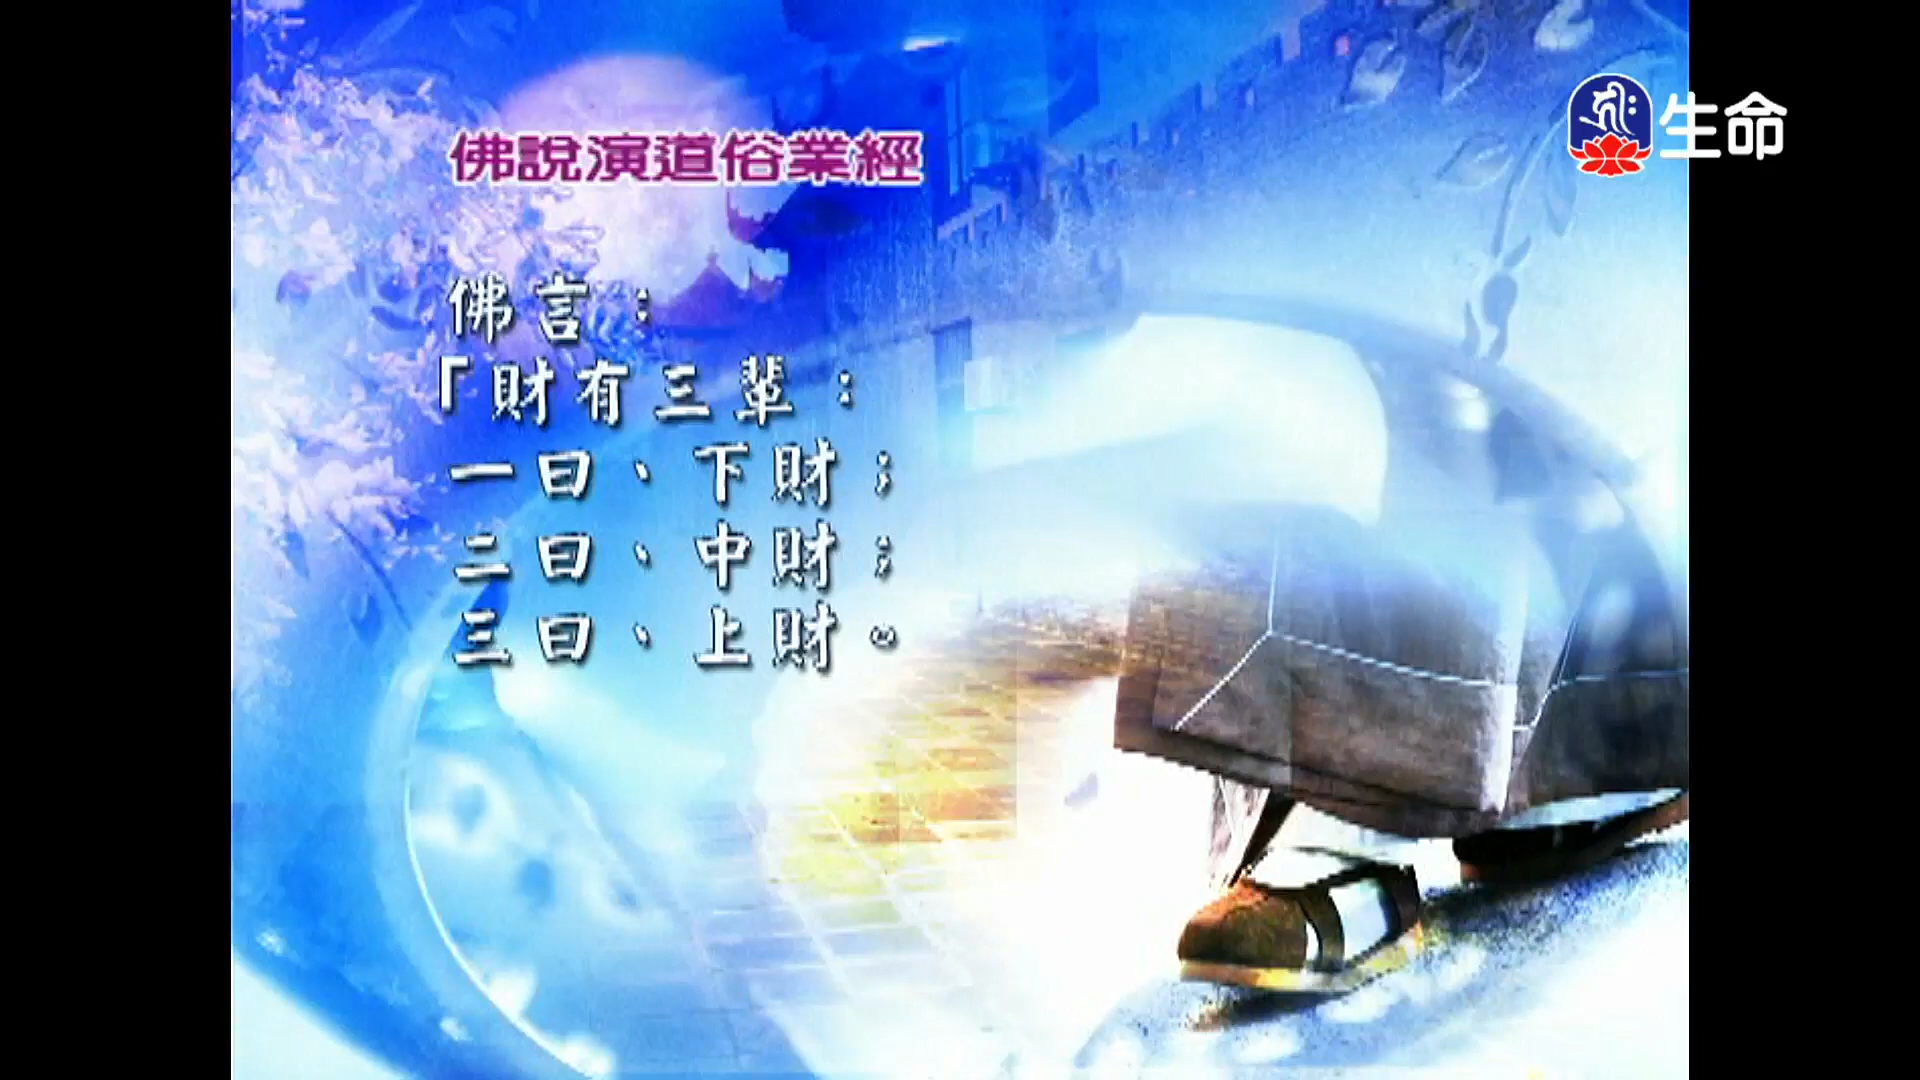 佛說演道俗業經
生命
佛言：
「財有三輩：
一曰、下財；
二曰、中財；
三曰、上財。